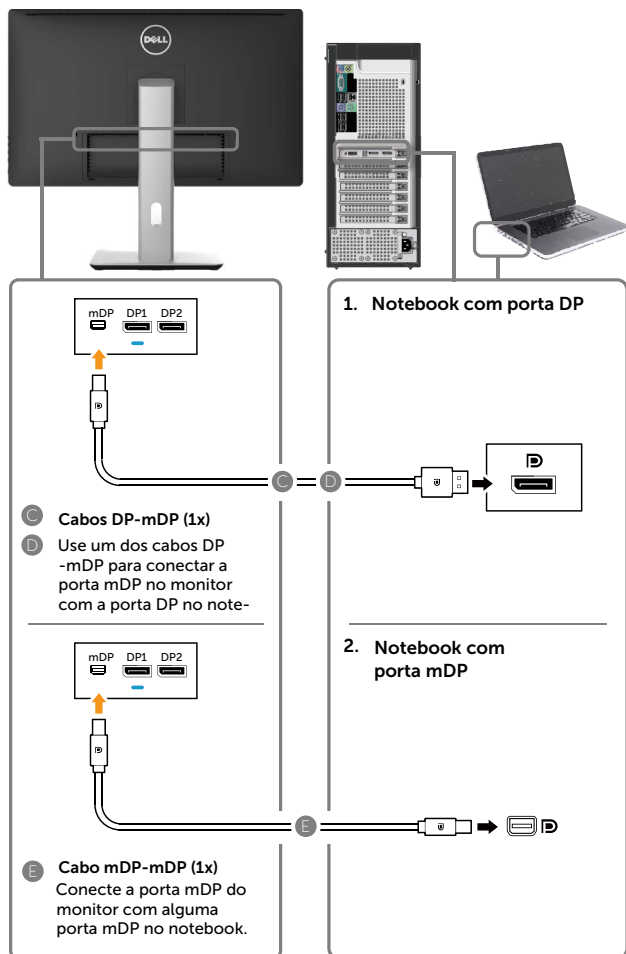 DELL
mDP DP1 DP2
1. Notebook com porta DP
C D
C Cabos DP-mDP (1x)
D Use um dos cabos DP
-mDP para conectar a
porta mDP no monitor
com a porta DP no note-
mDP DP1 DP2
2. Notebook com
porta mDP
E
E Cabo mDP-mDP (1x)
Conecte a porta mDP do
monitor com alguma
porta mDP no notebook.